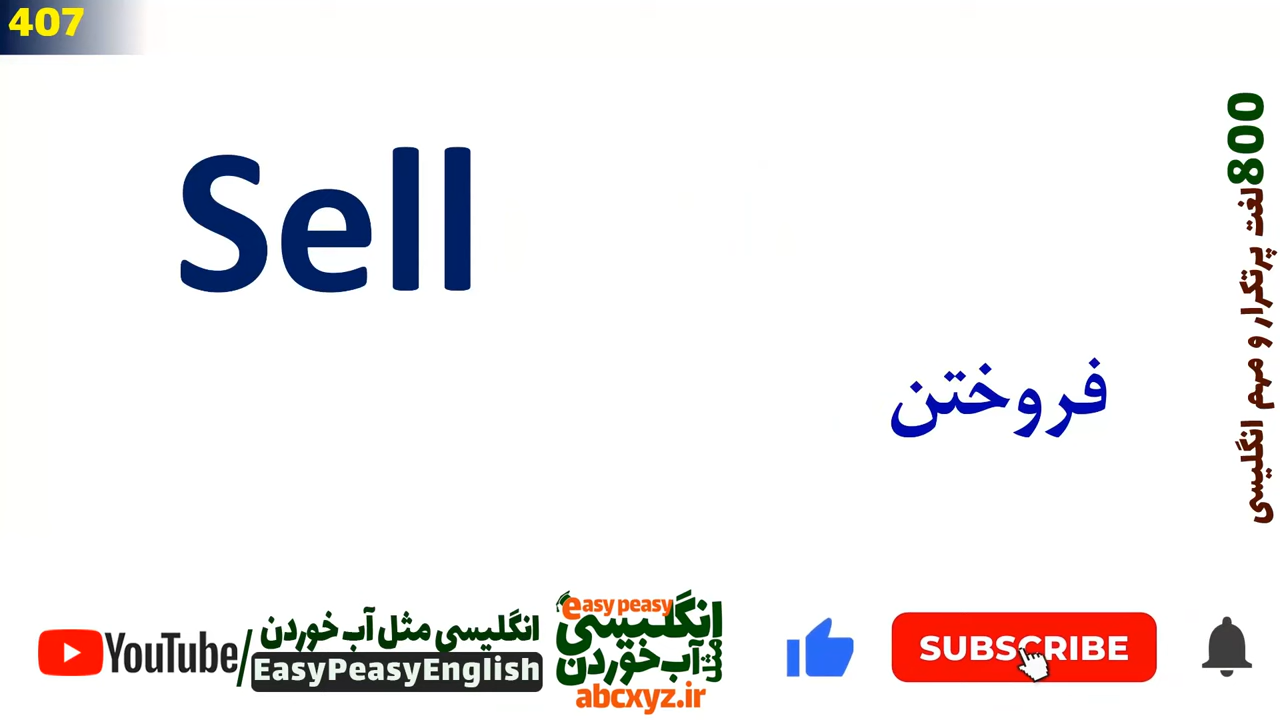 407
Sell
فروختن
800 لغت پرتکرار و مهم انگلیسی
YouTube/
انگلیسی مثل آب خوردن
EasyPeasyEnglish
easy peasy
انگلیسی
مثل
آب خوردن
abcxyz.ir
SUBSCRIBE